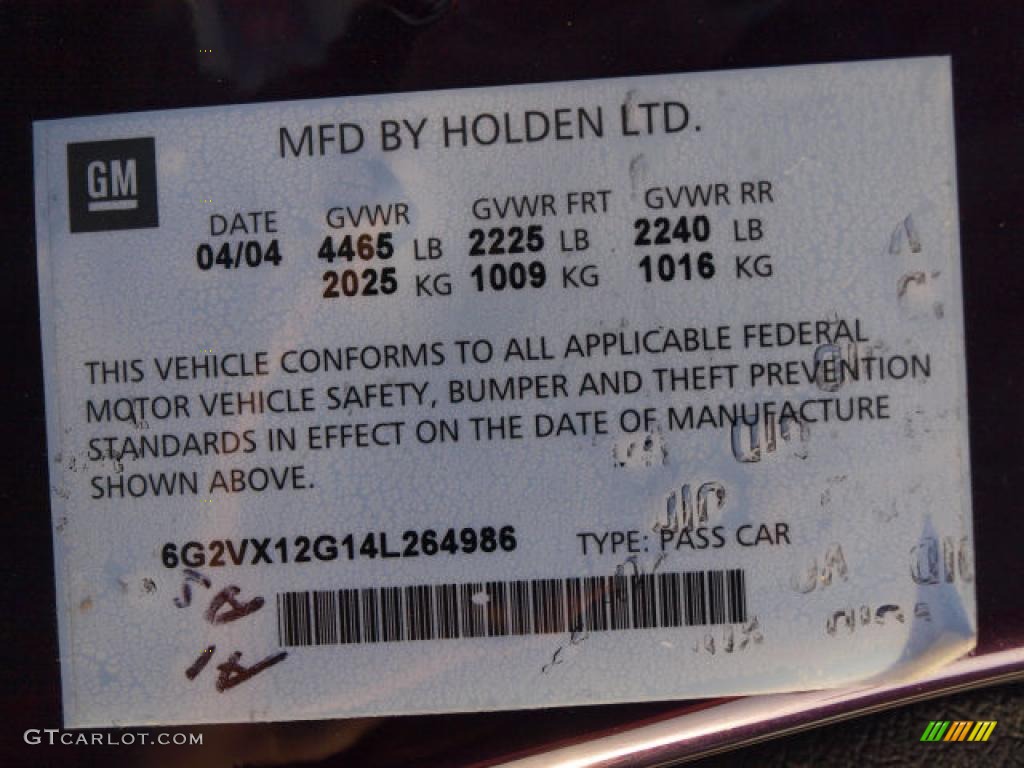 MFD BY HOLDEN LTD.
GM
DATE GVWR GVWR FRT GVWR RR
04/04 4465 LB 2225 LB 2240 LB
2025 KG 1009 KG 1016 KG
THIS VEHICLE CONFORMS TO ALL APPLICABLE FEDERAL
MOTOR VEHICLE SAFETY, BUMPER AND THEFT PREVENTION
STANDARDS IN EFFECT ON THE DATE OF MANUFACTURE
SHOWN ABOVE.
6G2VX12G14L264986 TYPE: PASS CAR
GTCARLOT.COM